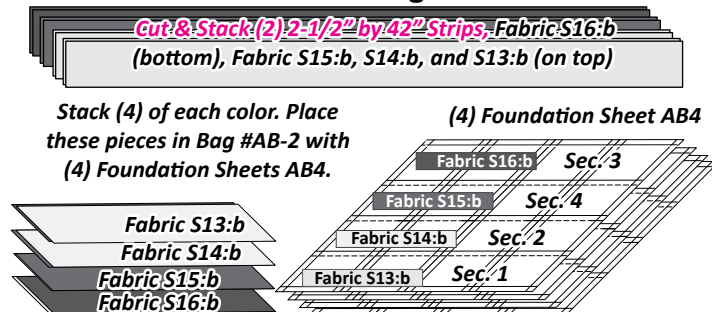 Cut & Stack (2) 2-1/2” by 42” Strips, Fabric S16:b
(bottom), Fabric S15:b, S14:b, and S13:b (on top)
Stack (4) of each color. Place
these pieces in Bag #AB-2 with
(4) Foundation Sheets AB4.
(4) Foundation Sheet AB4
Fabric S13:b
Fabric S14:b
Fabric S15:b
Fabric S16:b
Fabric S16:b Sec. 3
Fabric S15:b Sec. 4
Fabric S14:b Sec. 2
Fabric S13:b Sec. 1